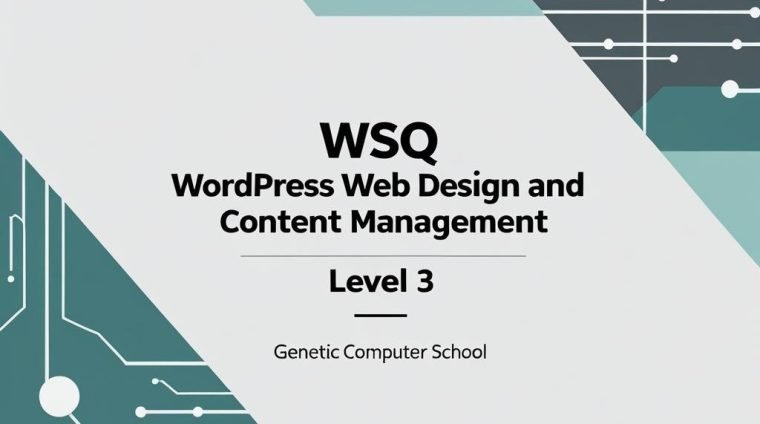 WSQ
WordPress Web Design and
Content Management
Level 3
Genetic Computer School